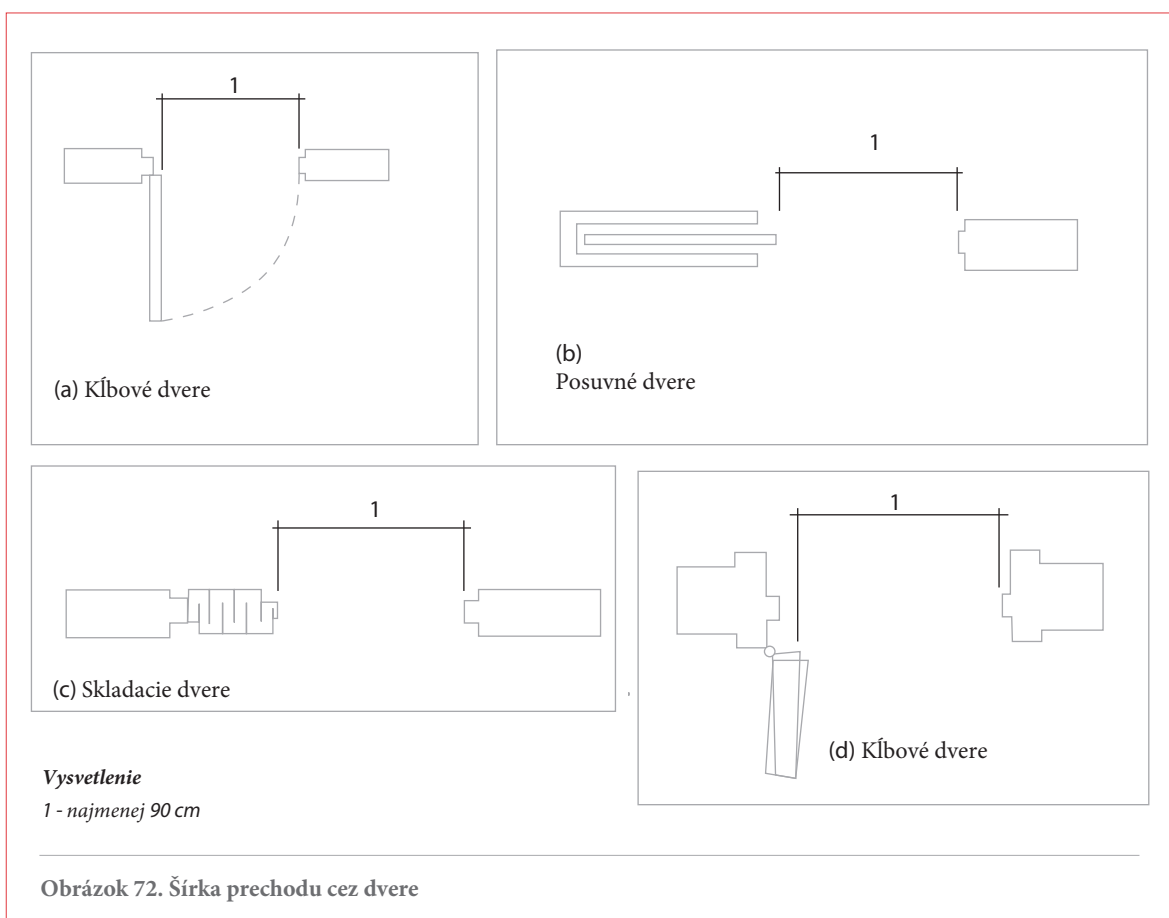 1
(a) Kĺbové dvere
1
(b)
Posuvné dvere
1
(c) Skladacie dvere
1
(d) Kĺbové dvere
Vysvetlenie
1 - najmenej 90 cm
Obrázok 72. Šírka prechodu cez dvere